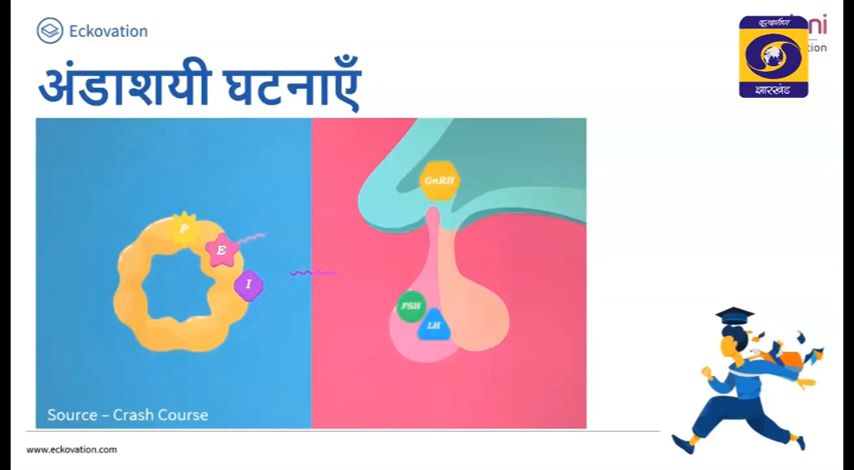 Eckovation
दूरदर्शन
झारखंड
अंडाशयी घटनाएँ
GnRH
P
E
I
FSH
LH
Source – Crash Course
www.eckovation.com